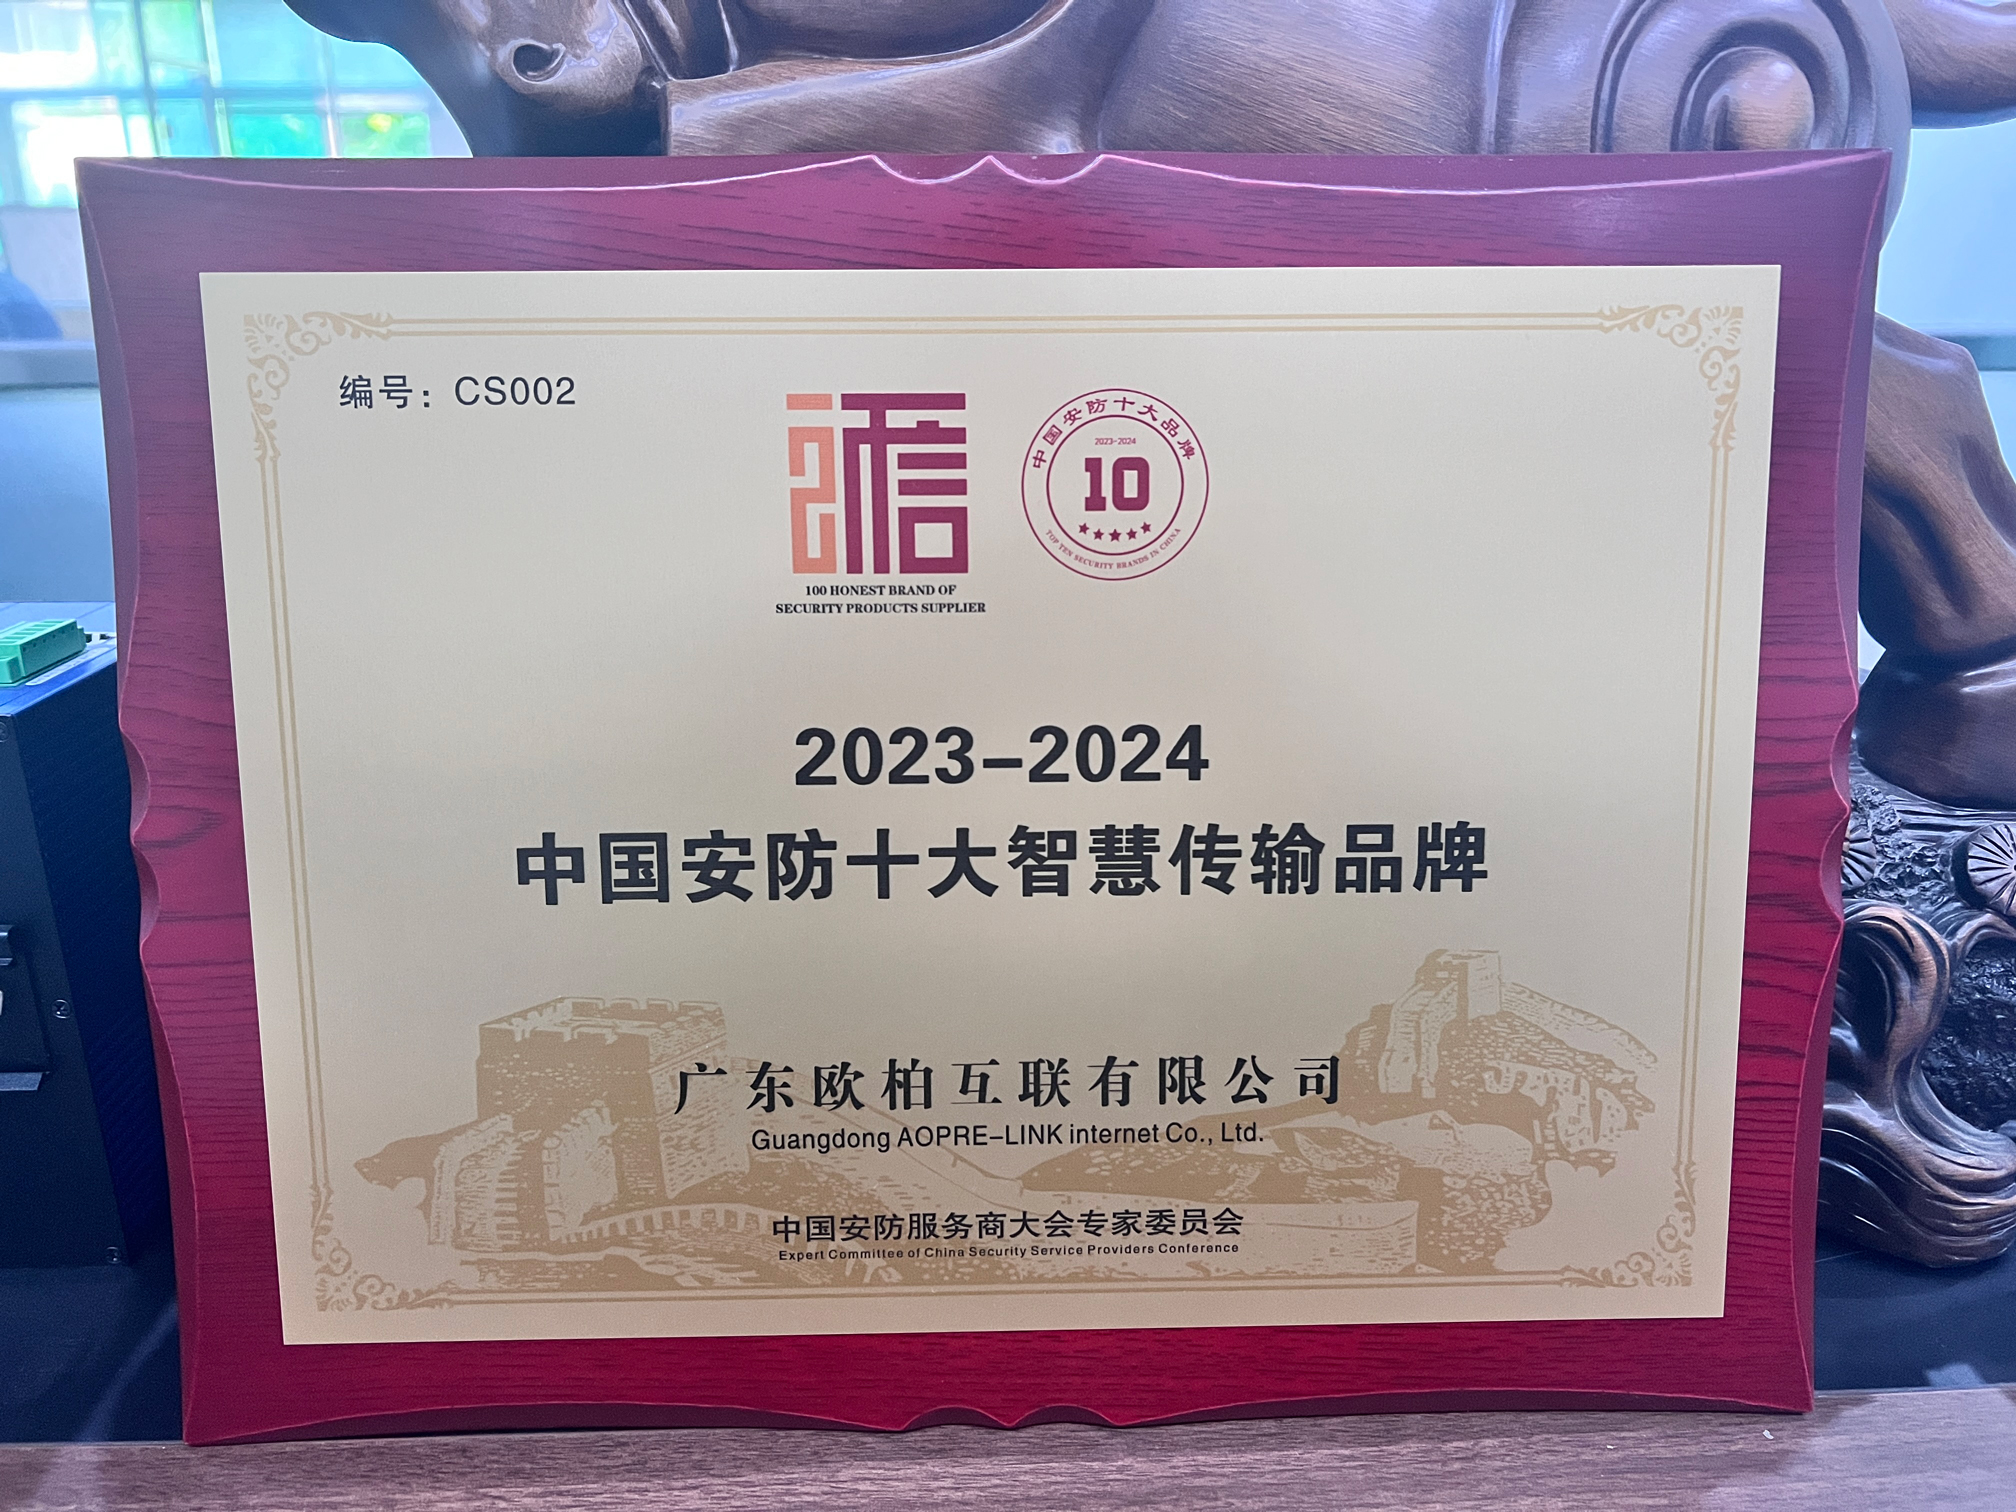 编号：CS002
100 HONEST BRAND OF
SECURITY PRODUCTS SUPPLIER
中国安防十大品牌
2023-2024
10
TOP TEN SECURITY BRANDS IN CHINA
2023-2024
中国安防十大智慧传输品牌
广东欧柏互联有限公司
Guangdong AOPRE-LINK internet Co., Ltd.
中国安防服务商大会专家委员会
Expert Committee of China Security Service Providers Conference